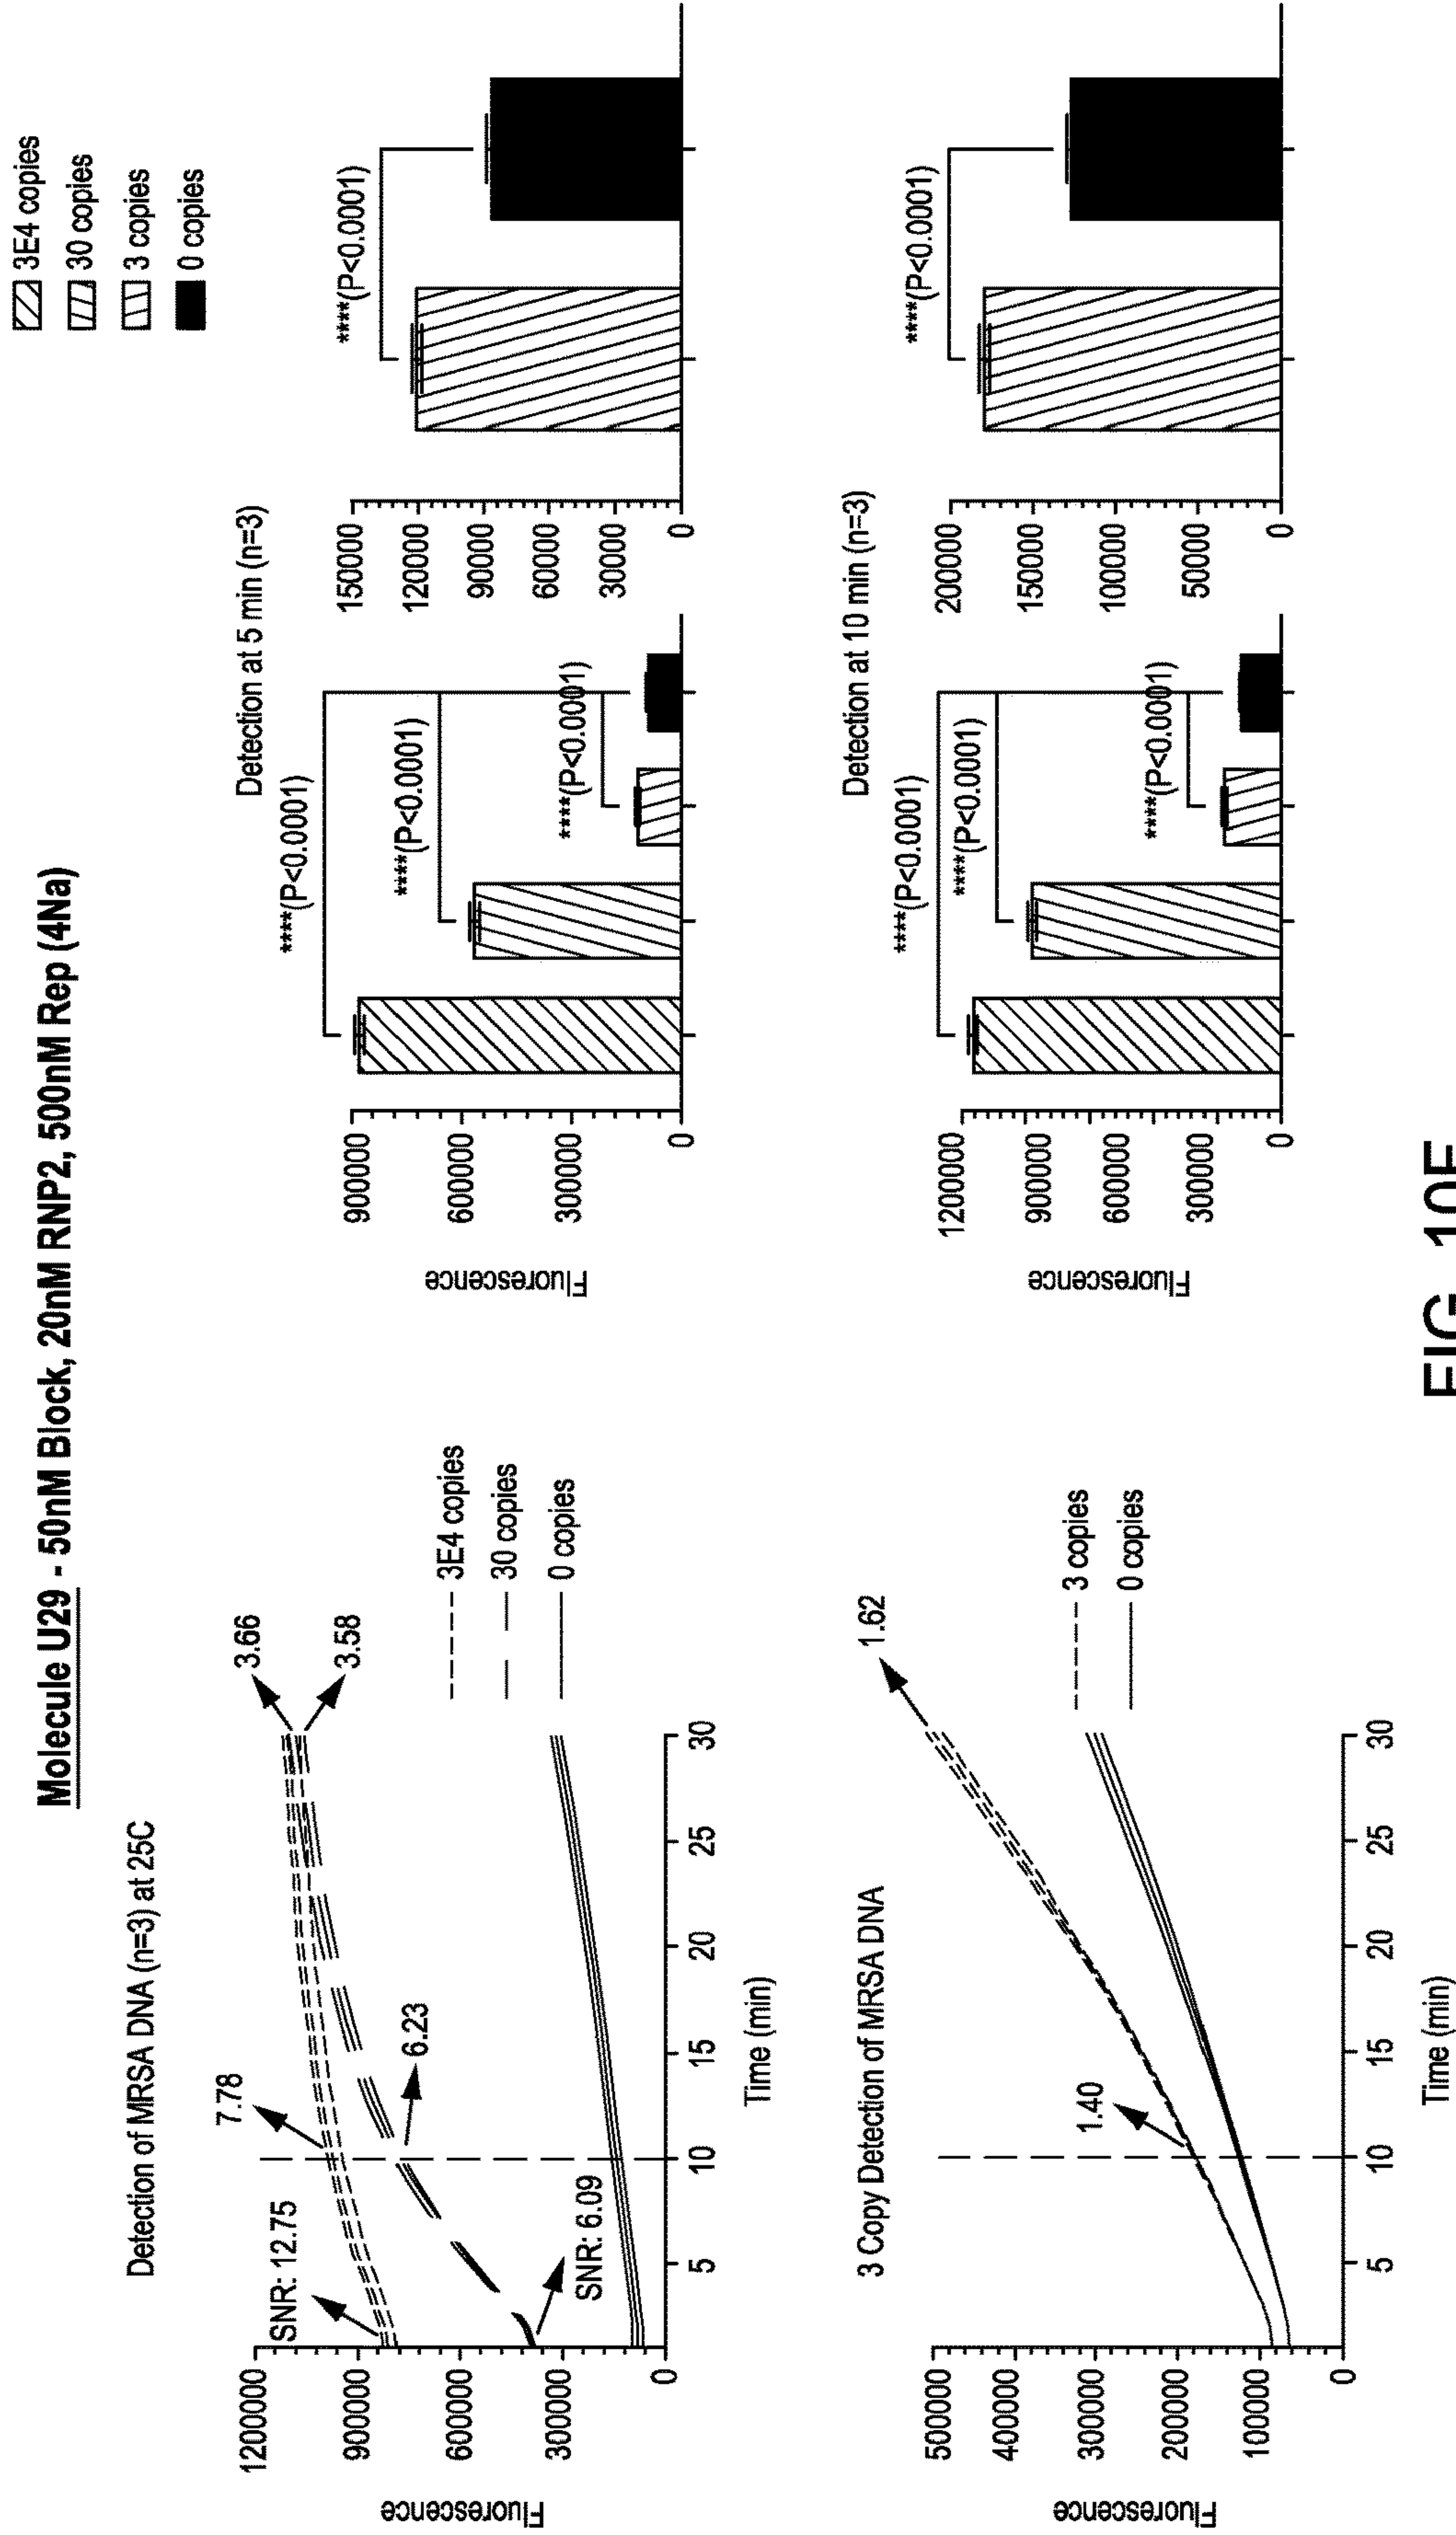 Molecule U29 - 50nM Block, 20nM RNP2, 500nM Rep (4Na)
Detection of MRSA DNA (n=3) at 25C
Fluorescence
1200000
900000
600000
300000
0
SNR: 12.75
7.78
3.66
3.58
6.23
SNR: 6.09
5
10
15
20
25
30
Time (min)
3E4 copies
30 copies
0 copies
3 Copy Detection of MRSA DNA
Fluorescence
500000
400000
300000
200000
100000
0
1.40
1.62
5
10
15
20
25
30
Time (min)
3 copies
0 copies
3E4 copies
30 copies
3 copies
0 copies
Detection at 5 min (n=3)
Fluorescence
900000
600000
300000
0
****(P<0.0001)
****(P<0.0001)
****(P<0.0001)
150000
120000
90000
60000
30000
0
****(P<0.0001)
Detection at 10 min (n=3)
Fluorescence
1200000
900000
600000
300000
0
****(P<0.0001)
****(P<0.0001)
****(P<0.0001)
200000
150000
100000
50000
0
****(P<0.0001)